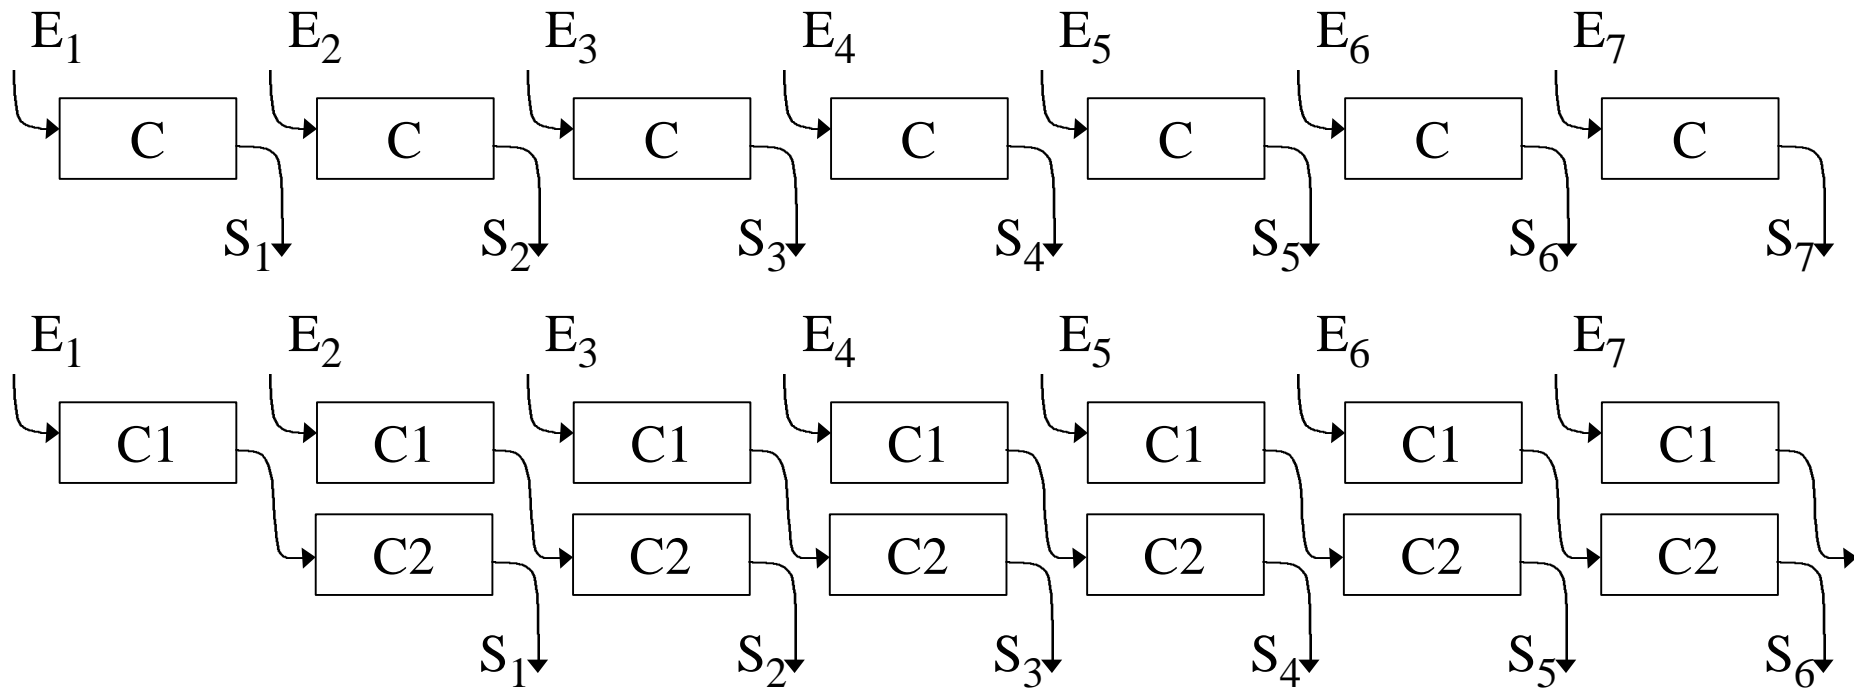 E1 E2 E3 E4 E5 E6 E7
C C C C C C C
S1 S2 S3 S4 S5 S6 S7
E1 E2 E3 E4 E5 E6 E7
C1 C1 C1 C1 C1 C1 C1
C2 C2 C2 C2 C2 C2
S1 S2 S3 S4 S5 S6